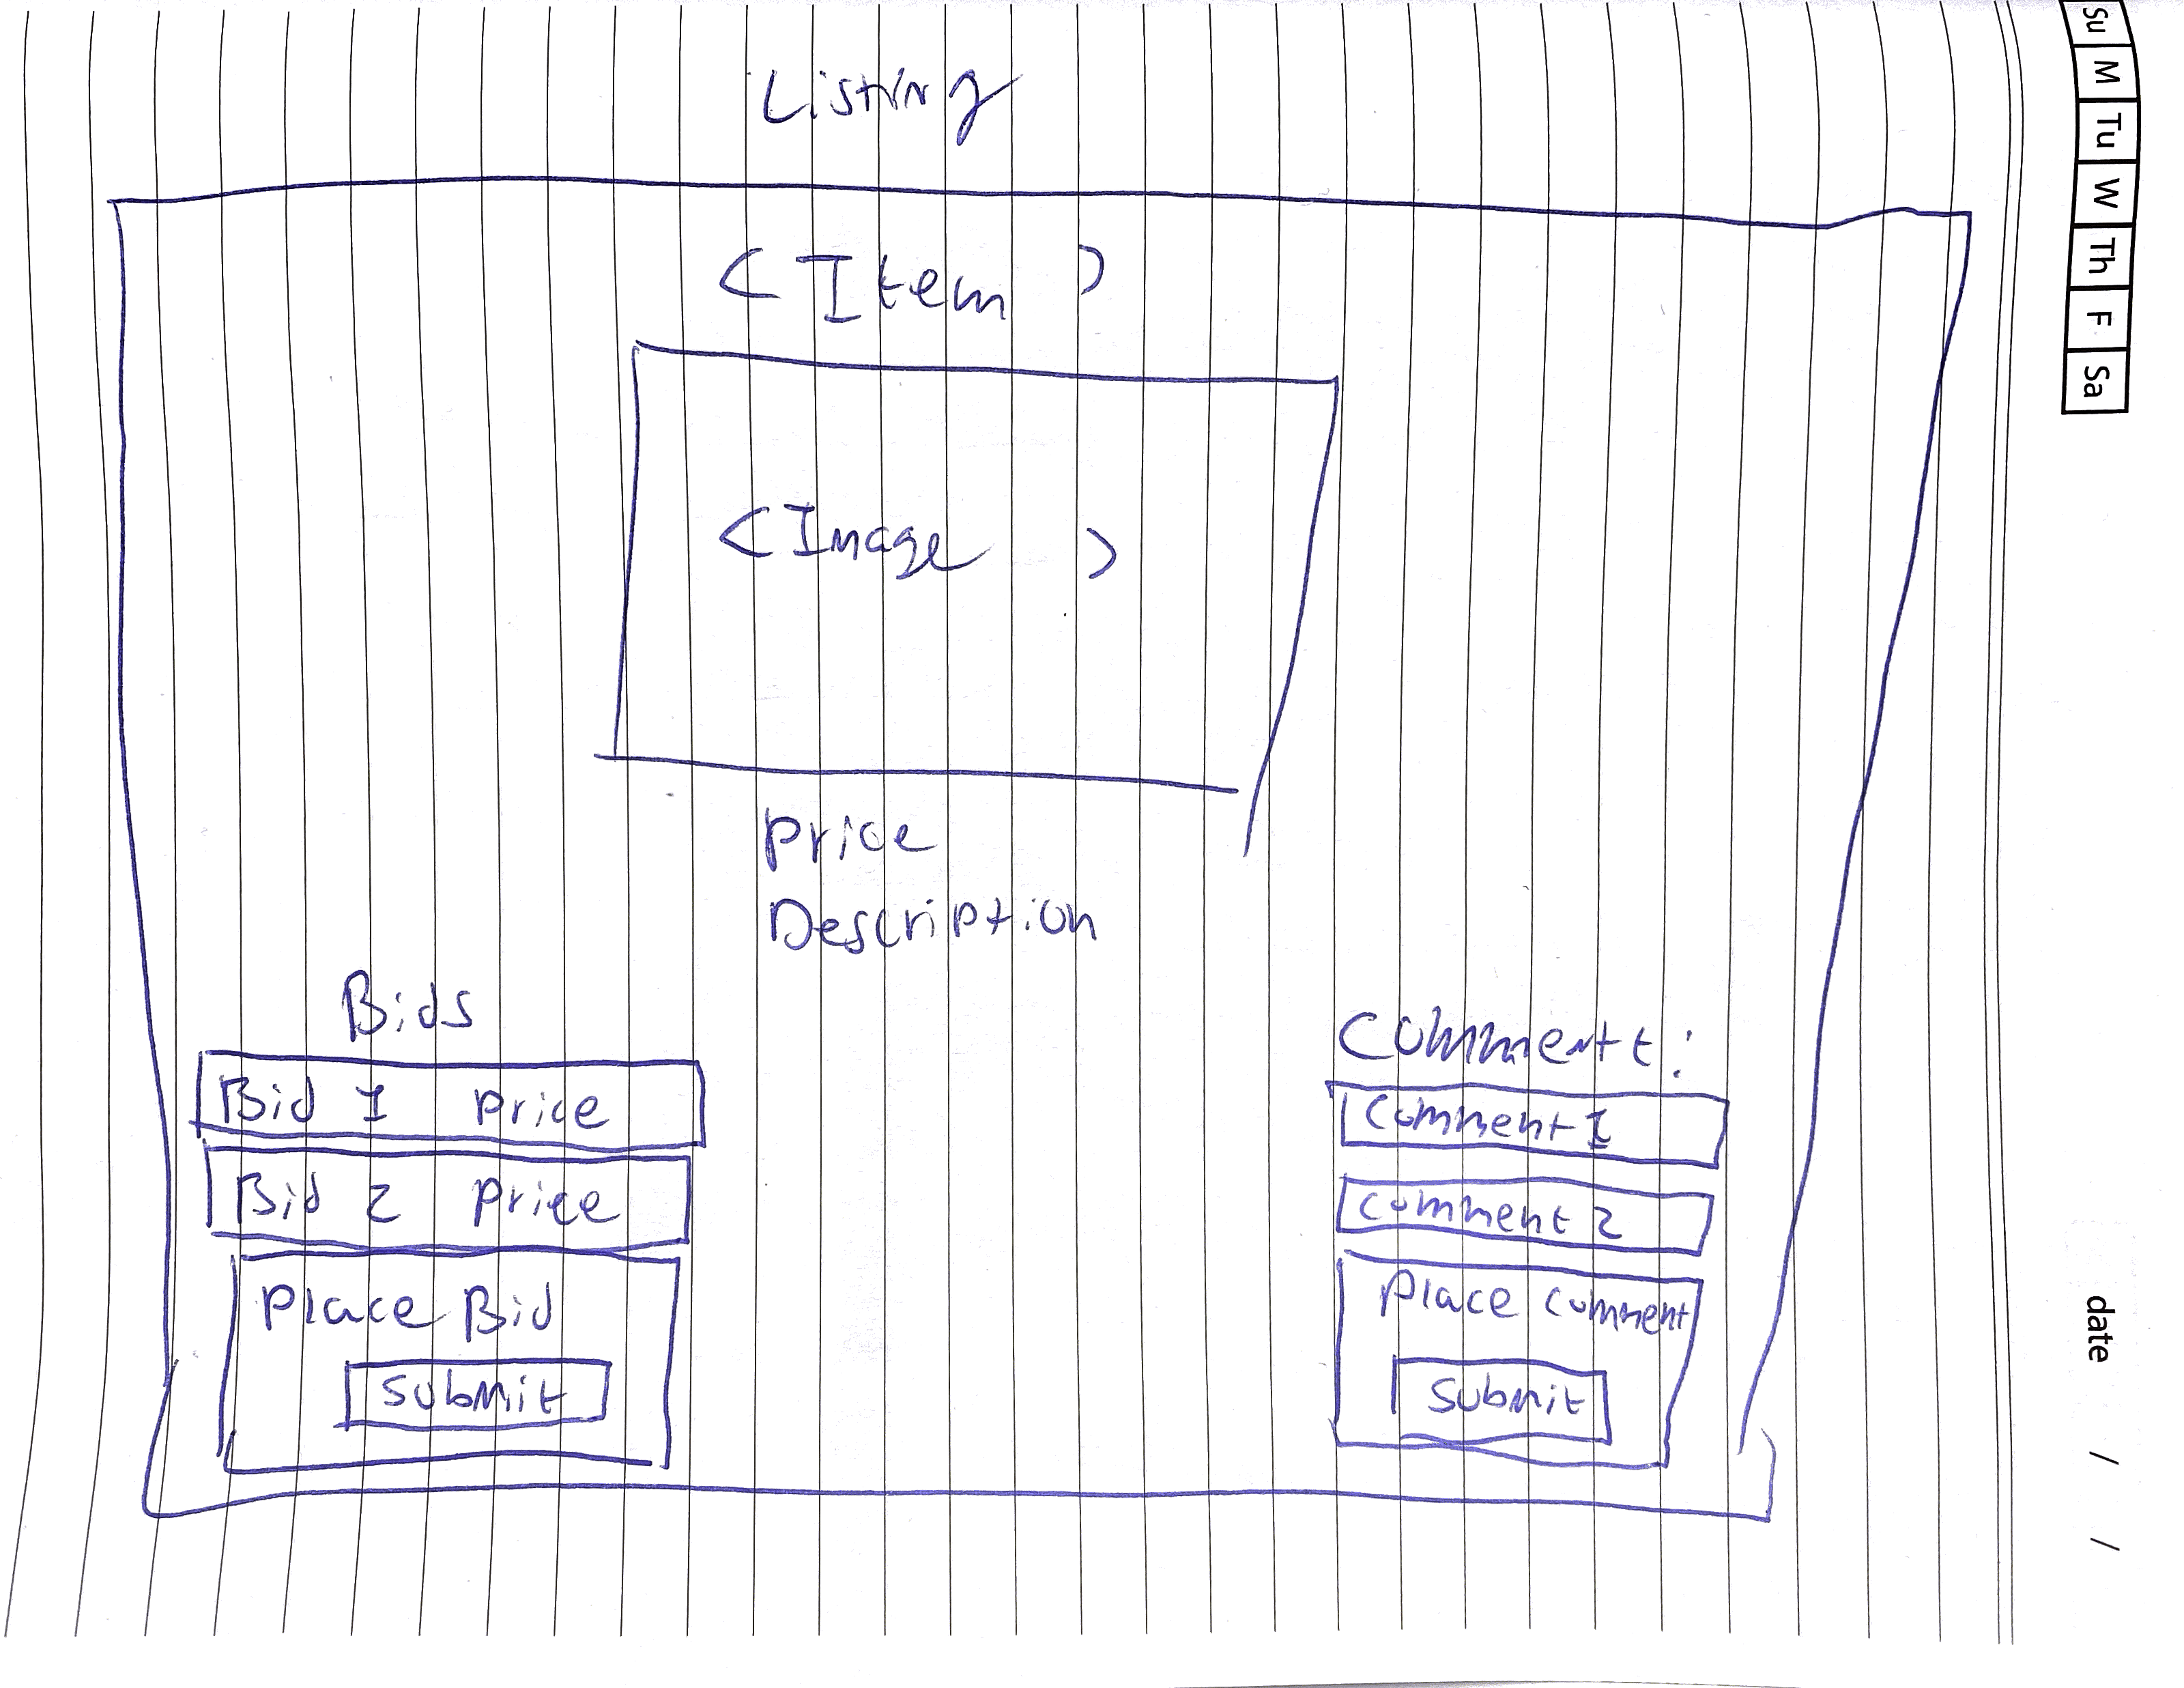 Listing
< Item >
< Image >
Price
Description
Bids
Bid 1 Price
Bid 2 Price
Place Bid
Submit
Commentt:
Comment 1
Comment 2
Place comment
Submit
Su M Tu W Th F Sa
date / /